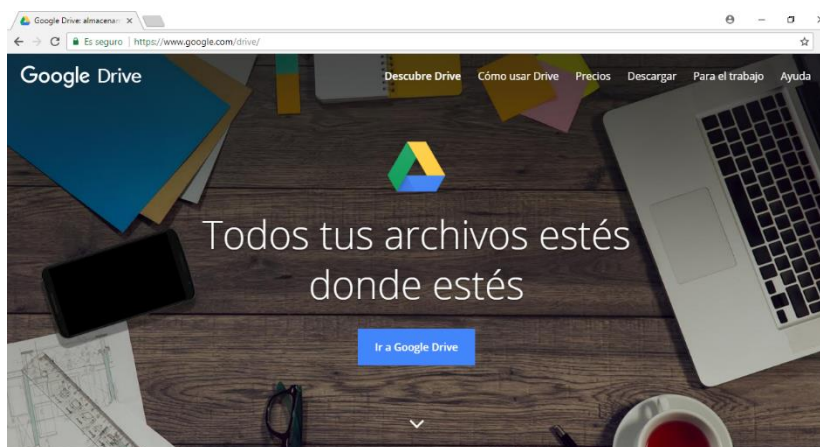 Google Drive: almacenam
Es seguro | https://www.google.com/drive/
Google Drive
Descubre Drive Cómo usar Drive Precios Descargar Para el trabajo Ayuda
Todos tus archivos estés
donde estés
Ir a Google Drive